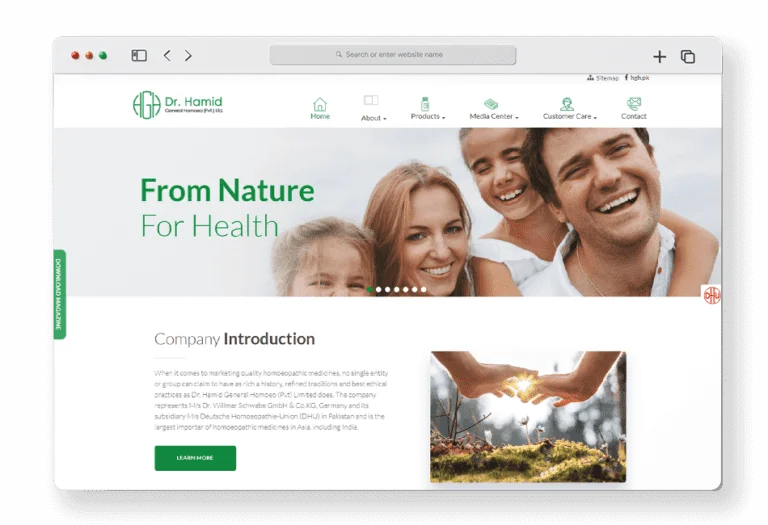 Search or enter website name
Sitemap hgh.pk
Dr. Hamid
General Homoeo (Pvt) Ltd.
Home About Products Media Center Customer Care Contact
From Nature
For Health
DOWNLOAD MAGAZINE
DHU
Company Introduction
When it comes to marketing quality homoeopathic medicines, no single entity
or group can claim to have as rich a history, refined traditions and best ethical
practices as Dr. Hamid General Homoeo (Pvt) Limited does. The company
represents M/s Dr. Willmar Schwabe GmbH & Co.KG, Germany and its
subsidiary M/s Deutsche Homoeopathie-Union (DHU) in Pakistan and is the
largest importer of homoeopathic medicines in Asia, including India.
LEARN MORE